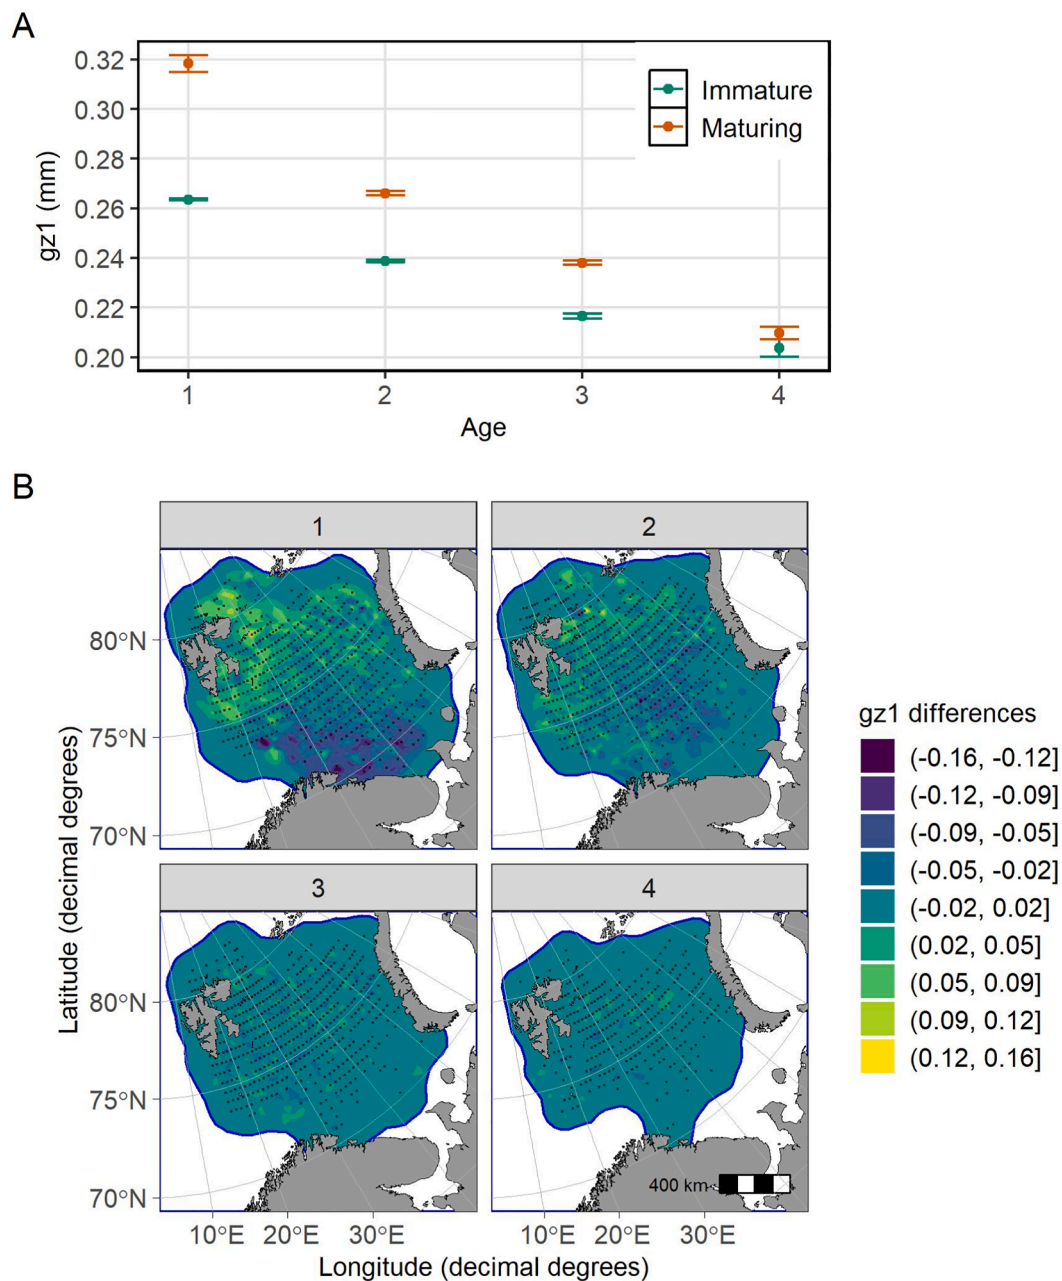 A
0.32
0.30
0.28
0.26
0.24
0.22
0.20
gz1 (mm)
Immature
Maturing
1 2 3 4
Age
B
1 2
80°N
75°N
70°N
3 4
80°N
75°N
70°N
Latitude (decimal degrees)
400 km
10°E 20°E 30°E 10°E 20°E 30°E
Longitude (decimal degrees)
gz1 differences
(-0.16, -0.12]
(-0.12, -0.09]
(-0.09, -0.05]
(-0.05, -0.02]
(-0.02, 0.02]
(0.02, 0.05]
(0.05, 0.09]
(0.09, 0.12]
(0.12, 0.16]